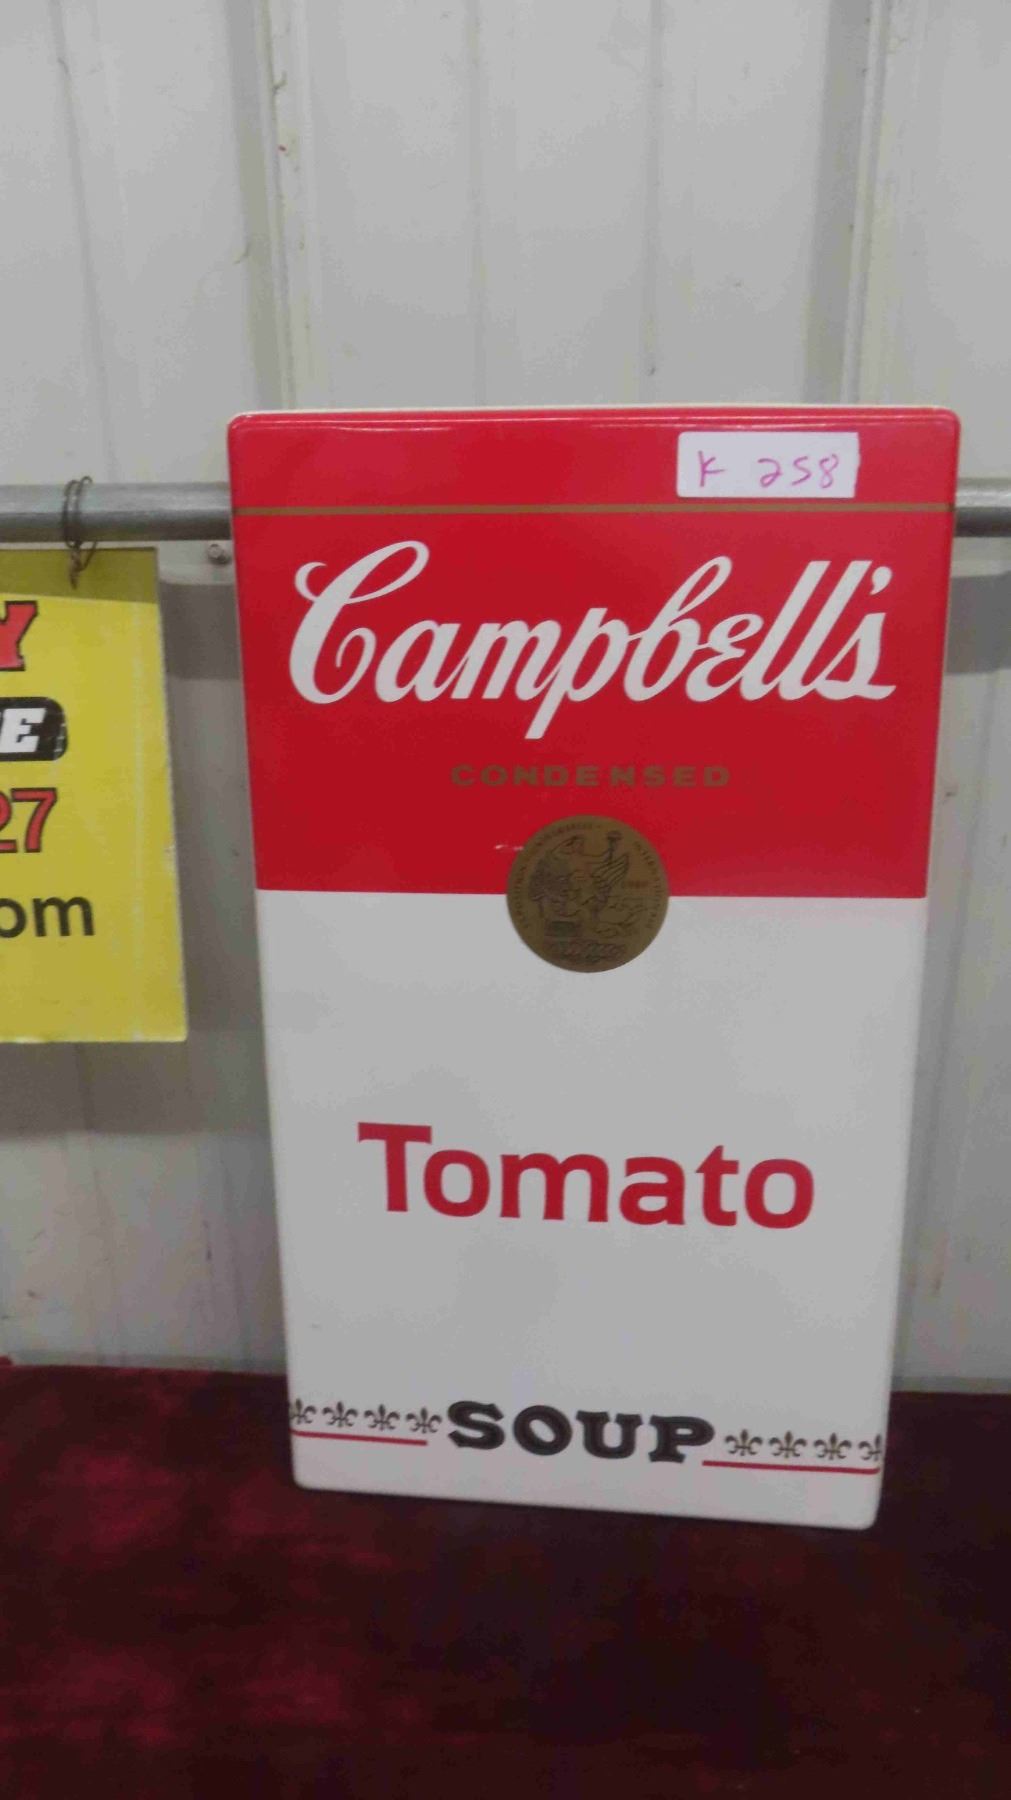 K 258
Campbell's
CONDENSED
Tomato
SOUP
Y
E
27
om